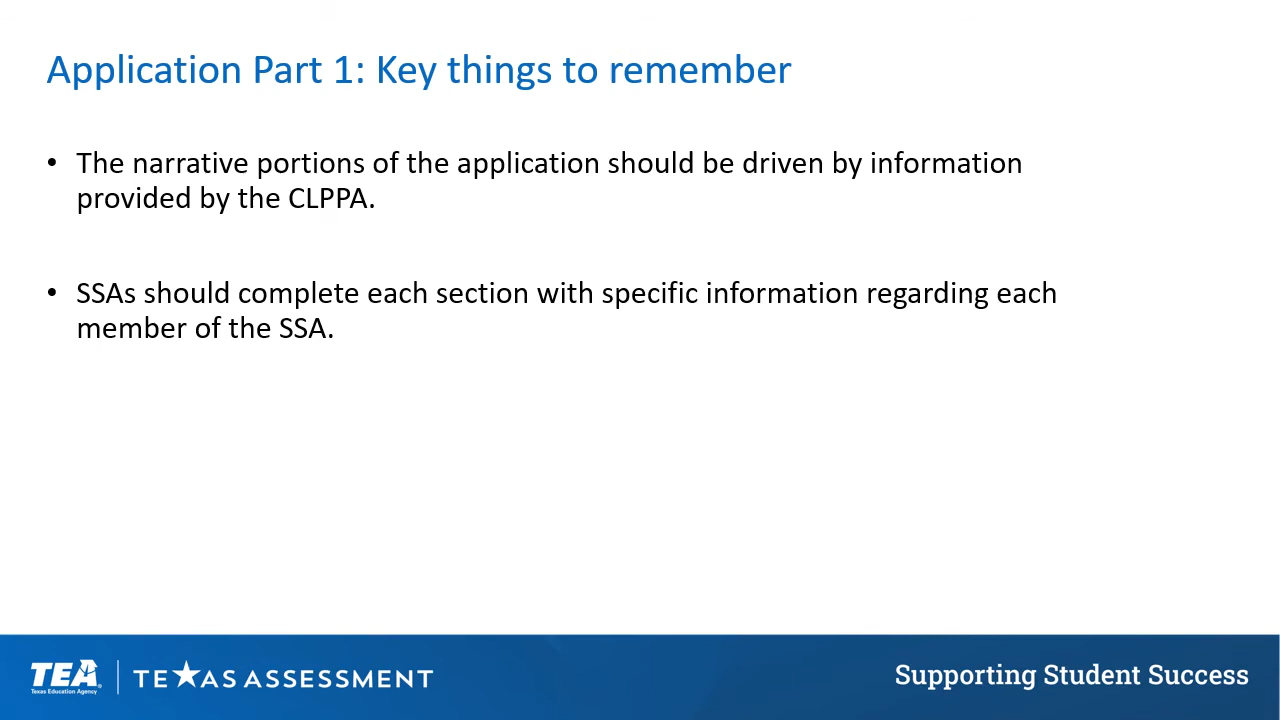 Application Part 1: Key things to remember
• The narrative portions of the application should be driven by information
provided by the CLPPA.
• SSAs should complete each section with specific information regarding each
member of the SSA.
TEA
Texas Education Agency
TEXAS ASSESSMENT
Supporting Student Success